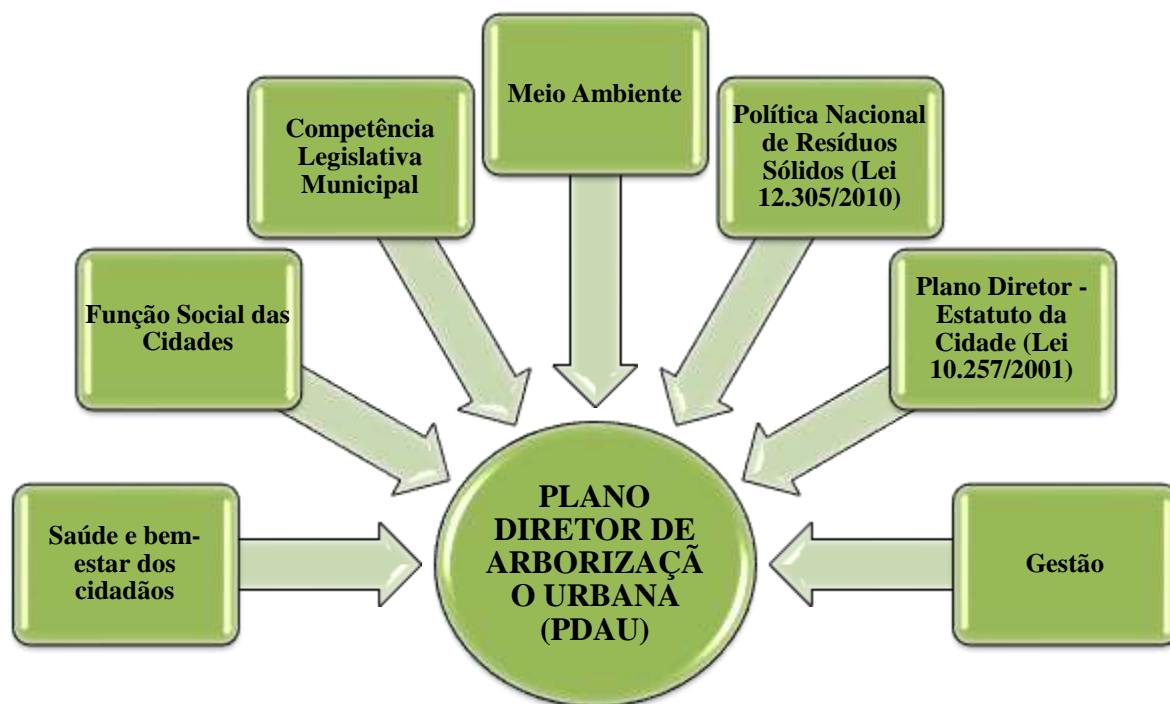 Meio Ambiente
Competência
Legislativa
Municipal
Política Nacional
de Resíduos
Sólidos (Lei
12.305/2010)
Função Social das
Cidades
Plano Diretor -
Estatuto da
Cidade (Lei
10.257/2001)
Saúde e bem-
estar dos
cidadãos
PLANO
DIRETOR DE
ARBORIZAÇÃ
O URBANA
(PDAU)
Gestão